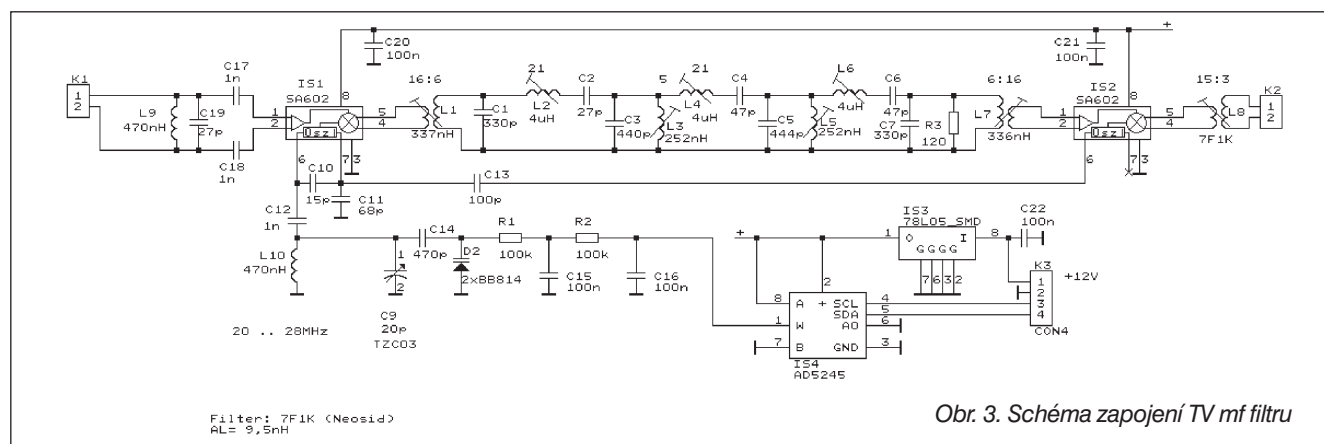 C20
100n
+
C21
100n
C17
1n
K1
1
2
L9
470nH
C19
27p
C18
1n
IS1
SA602
8
1
2
Osz
5
4
6
7
3
16:6
L1
337nH
C1
330p
21
L2
4uH
C2
27p
C3
440p
5
L3
252nH
21
L4
4uH
C4
47p
C5
444p
L5
252nH
L6
4uH
C6
47p
C7
330p
R3
120
6:16
L7
336nH
IS2
SA602
8
1
2
Osz
5
4
6
7
3
15:3
L8
7F1K
K2
1
2
C10
15p
C11
68p
C13
100p
C12
1n
L10
470nH
1
2
C9
20p
TZC03
C14
470p
D2
2xBB814
R1
100k
C15
100n
R2
100k
C16
100n
20 .. 28MHz
+
IS3
78L05_SMD
1
O
I
8
GGGG
7
6
3
2
C22
100n
K3
+12V
1
2
3
4
CON4
2
8
A
+
SCL
4
SDA
5
1
W
A0
6
7
B
GND
3
IS4
AD5245
Filter: 7F1K (Neosid)
AL= 9,5nH
Obr. 3. Schéma zapojení TV mf filtru